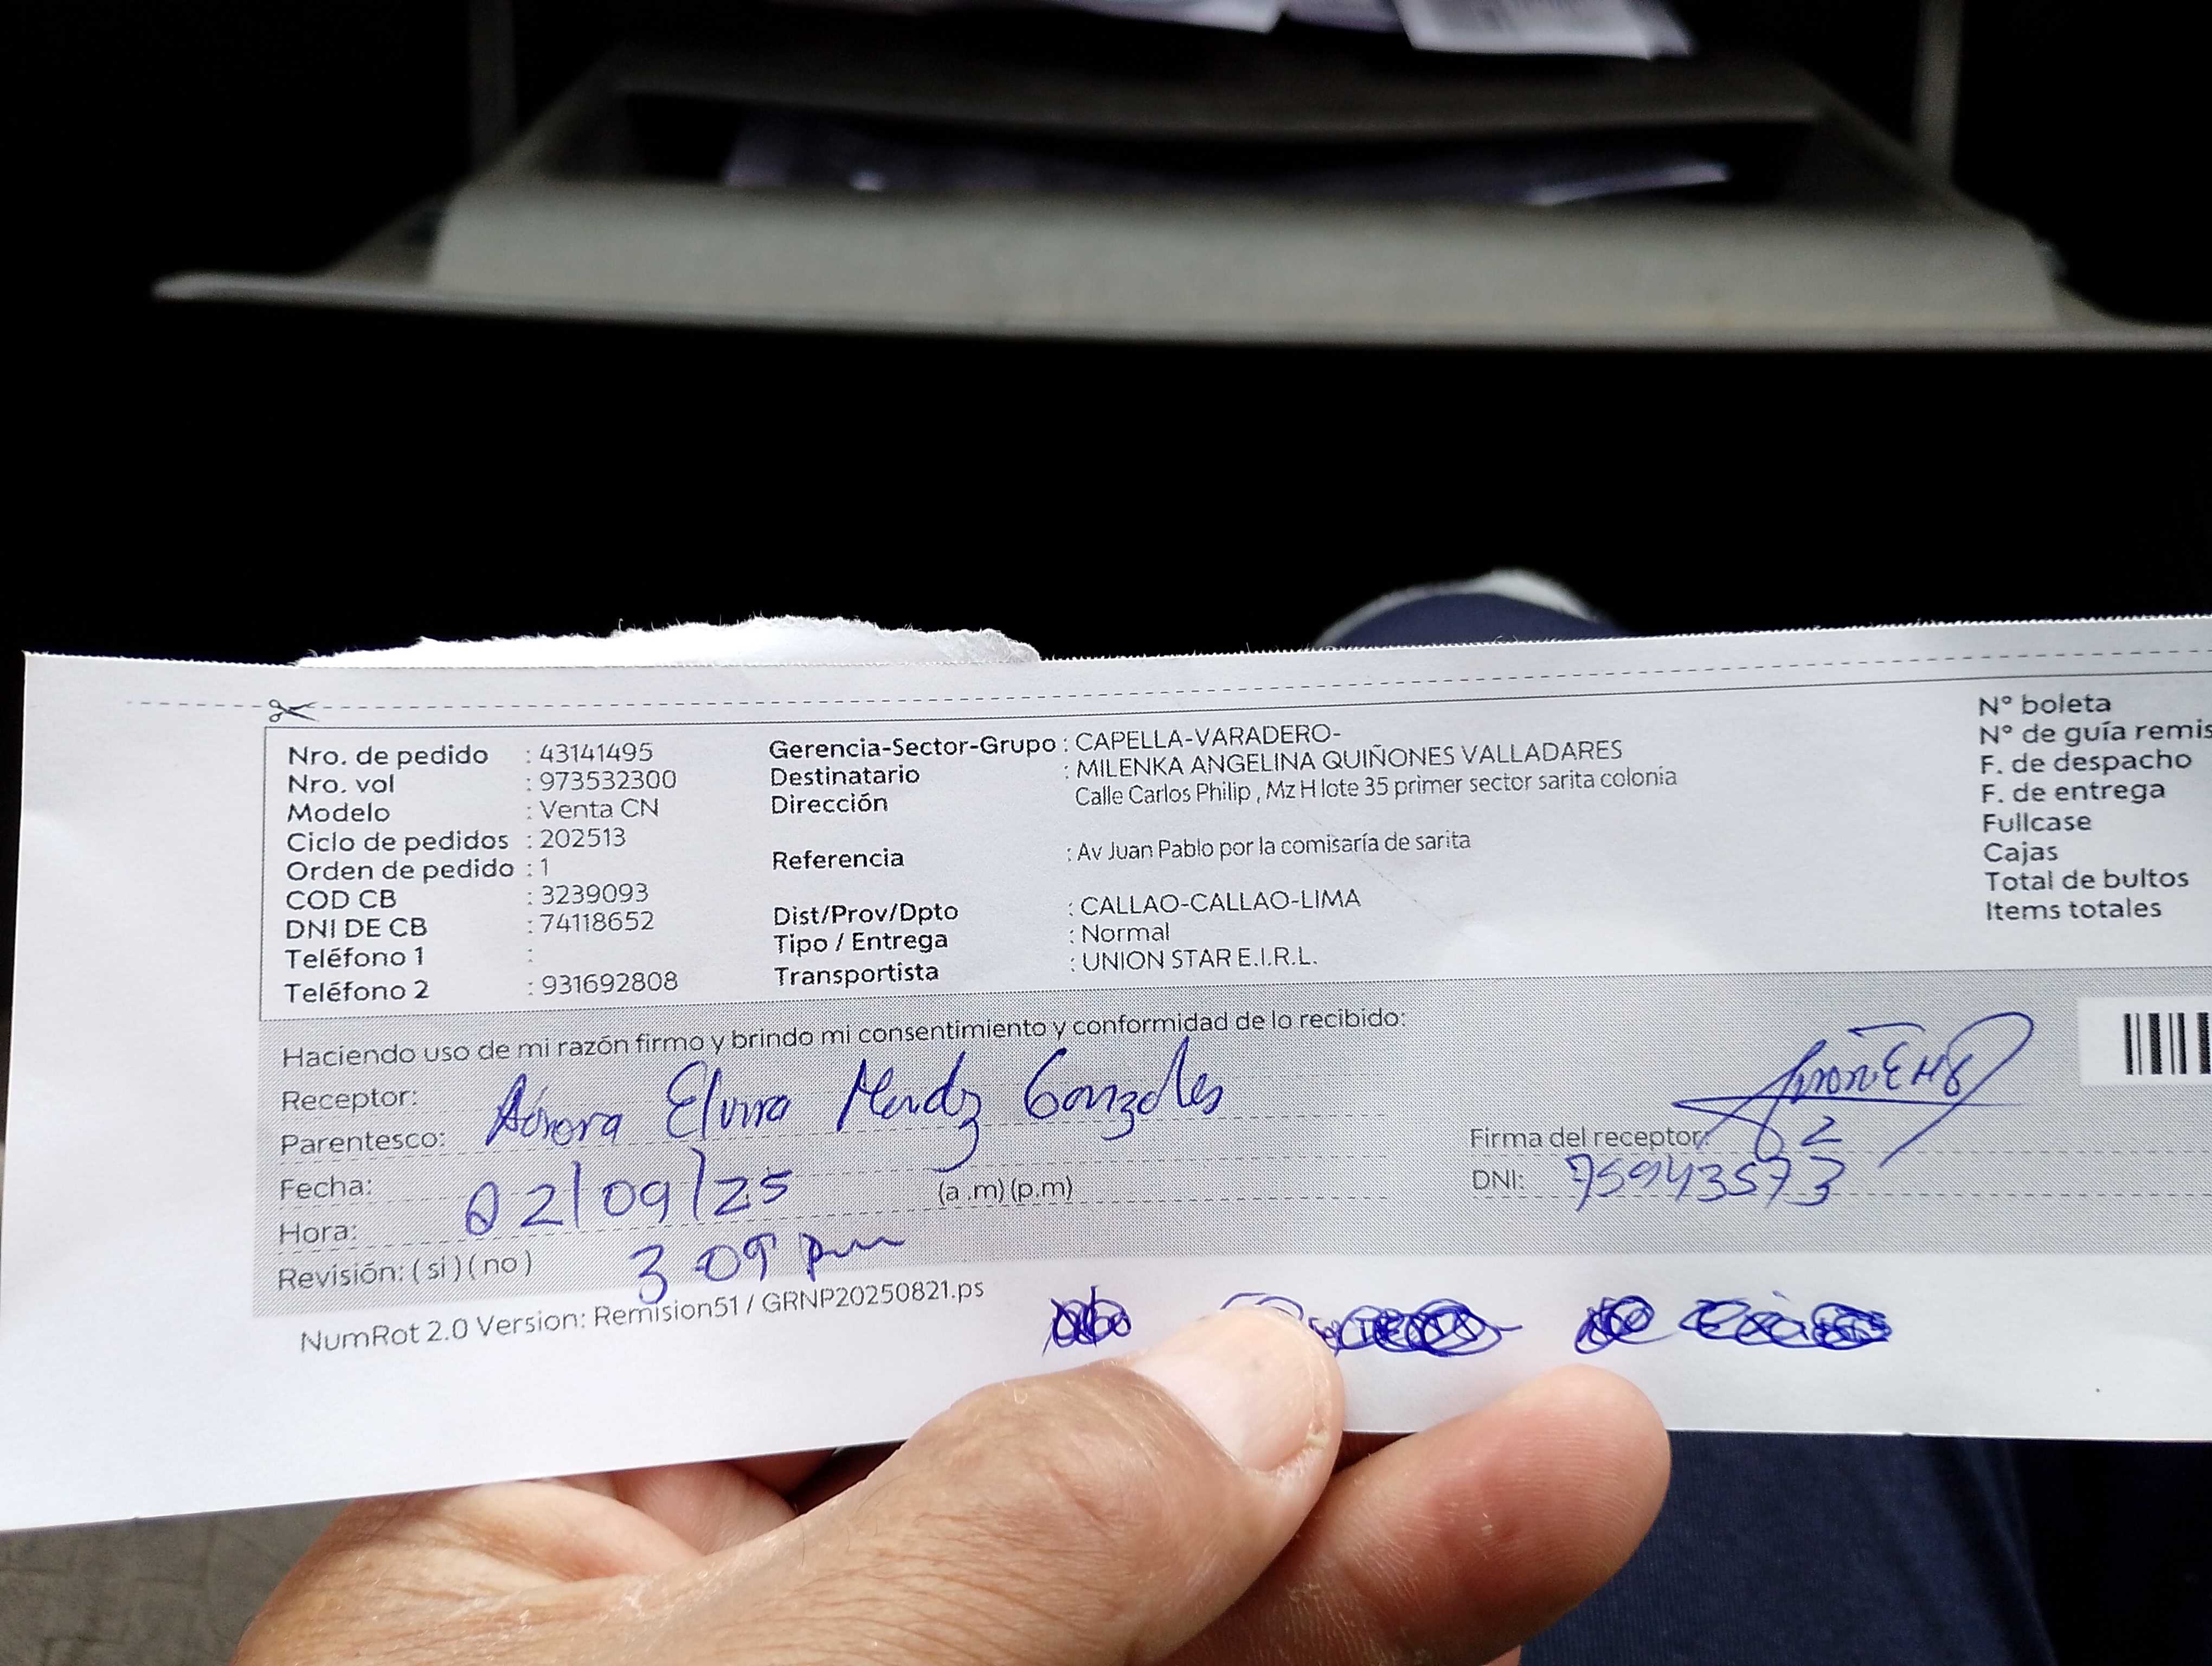 Nro. de pedido : 43141495
Nro. vol : 973532300
Modelo : Venta CN
Ciclo de pedidos : 202513
Orden de pedido : 1
COD CB : 3239093
DNI DE CB : 74118652
Teléfono 1 :
Teléfono 2 : 931692808
Gerencia-Sector-Grupo : CAPELLA-VARADERO-
Destinatario : MILENKA ANGELINA QUIÑONES VALLADARES
Dirección Calle Carlos Philip , Mz H lote 35 primer sector sarita colonia
Referencia : Av Juan Pablo por la comisaría de sarita
Dist/Prov/Dpto : CALLAO-CALLAO-LIMA
Tipo / Entrega : Normal
Transportista : UNION STAR E.I.R.L.
N° boleta
N° de guía remis
F. de despacho
F. de entrega
Fullcase
Cajas
Total de bultos
Items totales
Haciendo uso de mi razón firmo y brindo mi consentimiento y conformidad de lo recibido:
Receptor: Elvira Gonzales
Parentesco:
Fecha: 02/09/25 (a .m) (p.m)
Hora: 3 09 pm
Revisión: ( si ) ( no )
Firma del receptor:
DNI: 75943573
NumRot 2.0 Version: Remision51 / GRNP20250821.ps